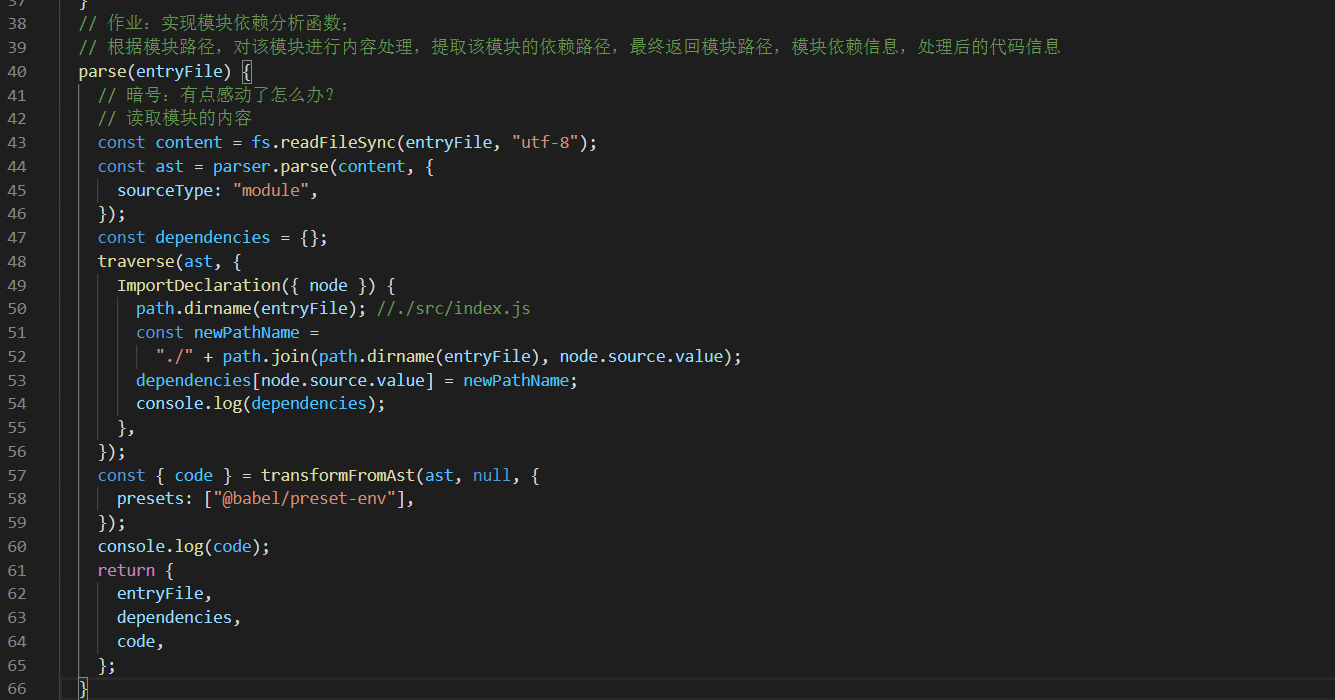 37 }
38 // 作业：实现模块依赖分析函数；
39 // 根据模块路径，对该模块进行内容处理，提取该模块的依赖路径，最终返回模块路径，模块依赖信息，处理后的代码信息
40 parse(entryFile) {
41 // 暗号：有点感动了怎么办？
42 // 读取模块的内容
43 const content = fs.readFileSync(entryFile, "utf-8");
44 const ast = parser.parse(content, {
45 sourceType: "module",
46 });
47 const dependencies = {};
48 traverse(ast, {
49 ImportDeclaration({ node }) {
50 path.dirname(entryFile); //./src/index.js
51 const newPathName =
52 "./" + path.join(path.dirname(entryFile), node.source.value);
53 dependencies[node.source.value] = newPathName;
54 console.log(dependencies);
55 },
56 });
57 const { code } = transformFromAst(ast, null, {
58 presets: ["@babel/preset-env"],
59 });
60 console.log(code);
61 return {
62 entryFile,
63 dependencies,
64 code,
65 };
66 }